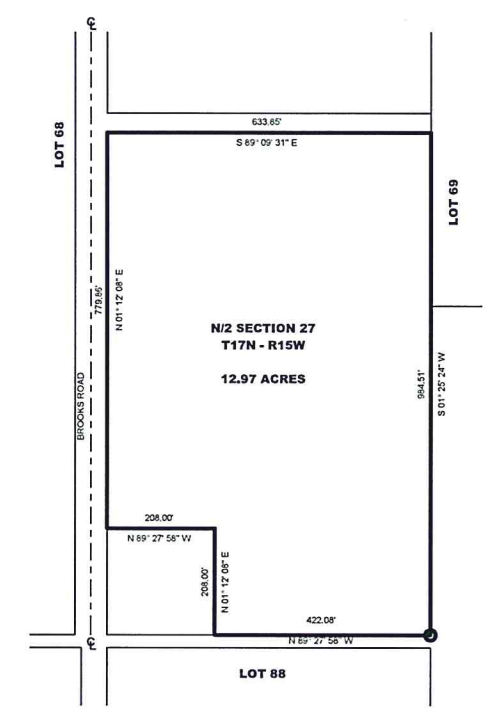 ℄
633.65'
S 89° 09' 31" E
LOT 68
LOT 69
779.86'
N 01° 12' 08" E
N/2 SECTION 27
T17N - R15W
12.97 ACRES
984.51'
S 01° 25' 24" W
BROOKS ROAD
208.00'
N 89° 27' 58" W
208.00'
N 01° 12' 08" E
422.08'
N 89° 27' 58" W
℄
LOT 88